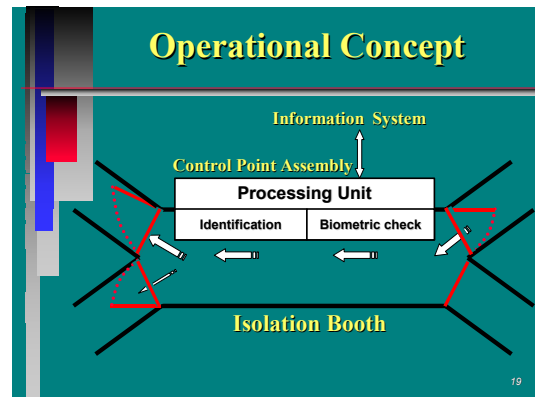 Operational Concept
Information System
Control Point Assembly
Processing Unit
Identification
Biometric check
Isolation Booth
19